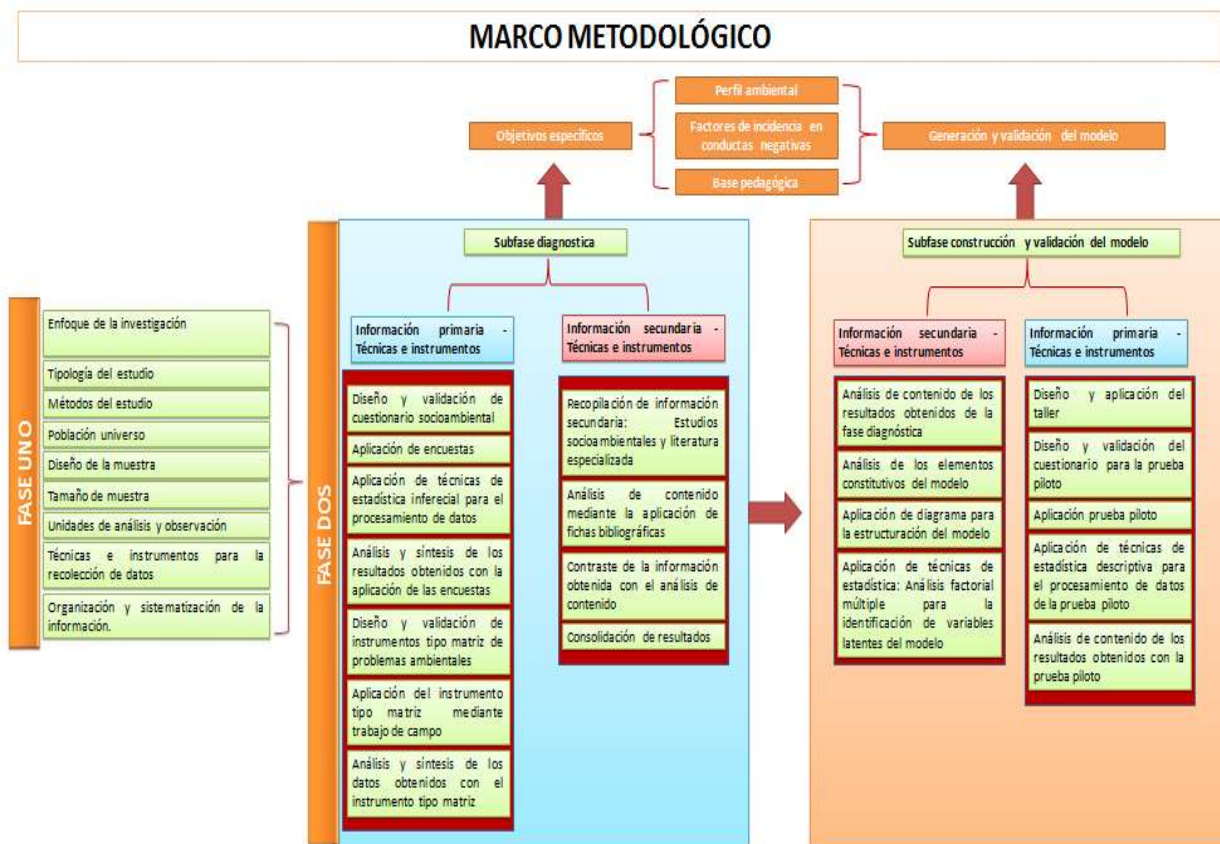 MARCO METODOLÓGICO
Objetivos específicos
Perfil ambiental
Factores de incidencia en
conductas negativas
Base pedagógica
Generación y validación del modelo
FASE UNO
Enfoque de la investigación
Tipología del estudio
Métodos del estudio
Población universo
Diseño de la muestra
Tamaño de muestra
Unidades de análisis y observación
Técnicas e instrumentos para la
recolección de datos
Organización y sistematización de la
información.
FASE DOS
Subfase diagnostica
Información primaria -
Técnicas e instrumentos
Diseño y validación de
cuestionario socioambiental
Aplicación de encuestas
Aplicación de técnicas de
estadística inferecial para el
procesamiento de datos
Análisis y síntesis de los
resultados obtenidos con la
aplicación de las encuestas
Diseño y validación de
instrumentos tipo matriz de
problemas ambientales
Aplicación del instrumento
tipo matriz mediante
trabajo de campo
Análisis y síntesis de los
datos obtenidos con el
instrumento tipo matriz
Información secundaria -
Técnicas e instrumentos
Recopilación de información
secundaria: Estudios
socioambientales y literatura
especializada
Análisis de contenido
mediante la aplicación de
fichas bibliográficas
Contraste de la información
obtenida con el análisis de
contenido
Consolidación de resultados
Subfase construcción y validación del modelo
Información secundaria -
Técnicas e instrumentos
Análisis de contenido de los
resultados obtenidos de la
fase diagnóstica
Análisis de los elementos
constitutivos del modelo
Aplicación de diagrama para
la estructuración del modelo
Aplicación de técnicas de
estadística: Análisis factorial
múltiple para la
identificación de variables
latentes del modelo
Información primaria -
Técnicas e instrumentos
Diseño y aplicación del
taller
Diseño y validación del
cuestionario para la prueba
piloto
Aplicación prueba piloto
Aplicación de técnicas de
estadística descriptiva para
el procesamiento de datos
de la prueba piloto
Análisis de contenido de los
resultados obtenidos con la
prueba piloto